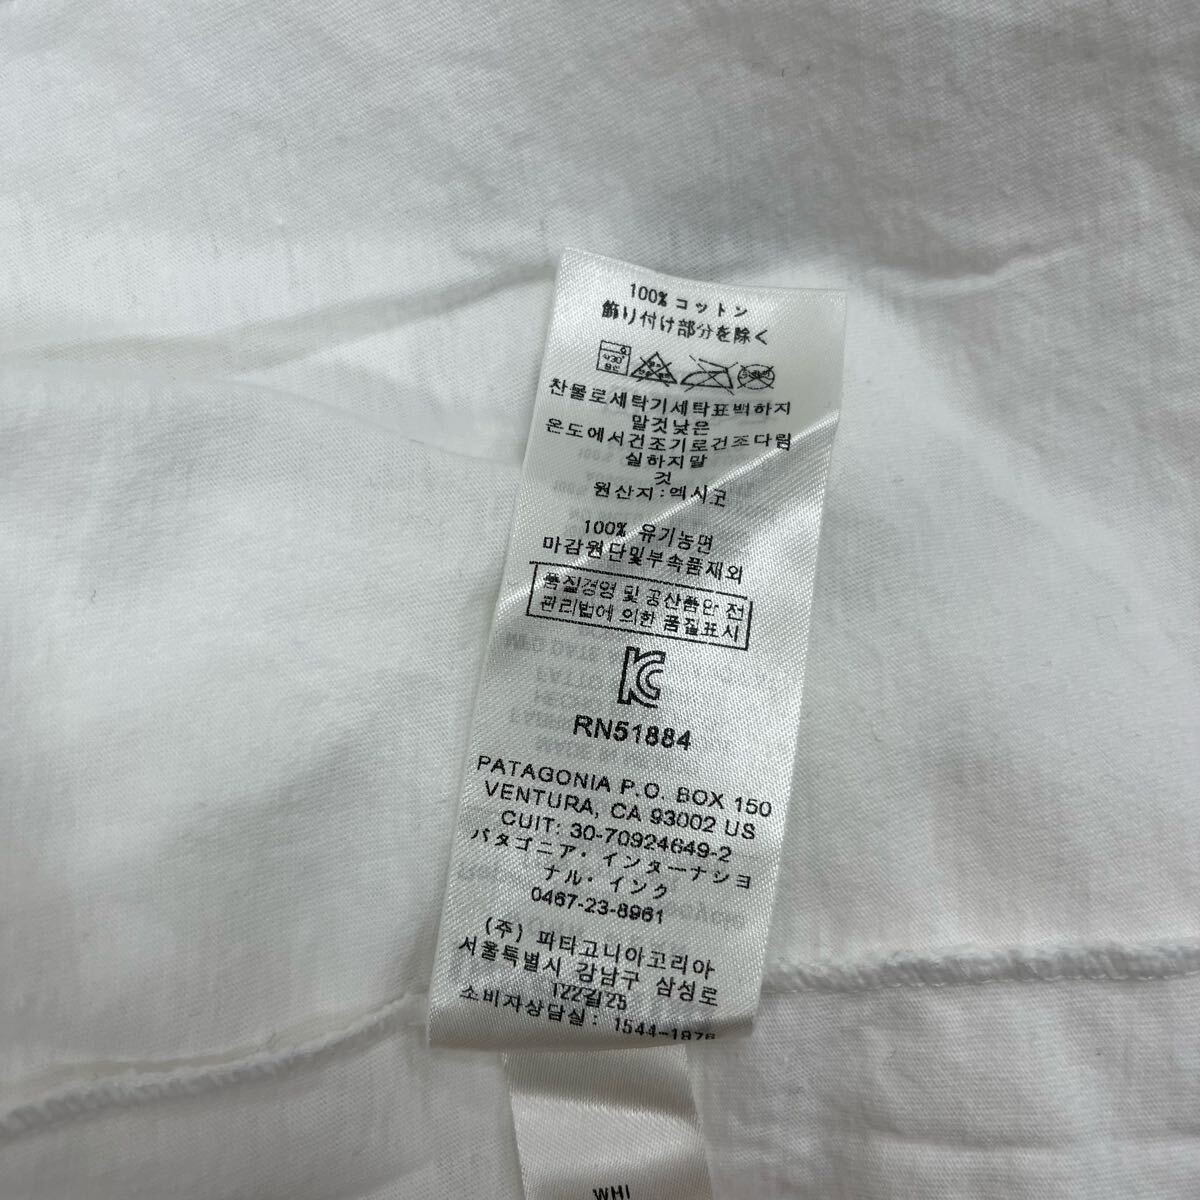 100% コットン
飾り付け部分を除く
찬물로세탁기세탁표백하지
말것낮은
온도에서건조기로건조다림
실하지말
것
원산지:멕시코
100% 유기농면
마감원단및부속품재외
품질경영 및 공산품안 전
관리법에 의한 품질표시
KC
RN51884
PATAGONIA P.O. BOX 150
VENTURA, CA 93002 US
CUIT: 30-70924649-2
パタゴニア・インターナショ
ナル・インク
0467-23-8961
(주) 파타고니아코리아
서울특별시 강남구 삼성로
122길25
소비자상담실:
WHI